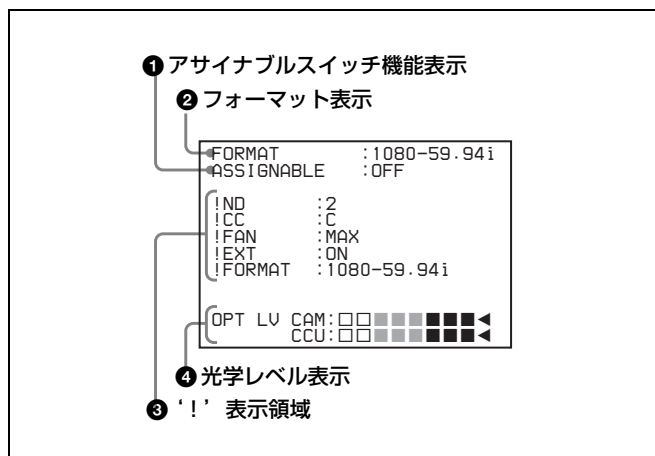 ❶ アサイナブルスイッチ機能表示
❷ フォーマット表示
FORMAT :1080-59.94i
ASSIGNABLE :OFF
!ND :2
!CC :C
!FAN :MAX
!EXT :ON
!FORMAT :1080-59.94i
OPT LV CAM:□□■■■■■■◀
CCU:□□■■■■■■◀
❹ 光学レベル表示
❸ ‘!’ 表示領域